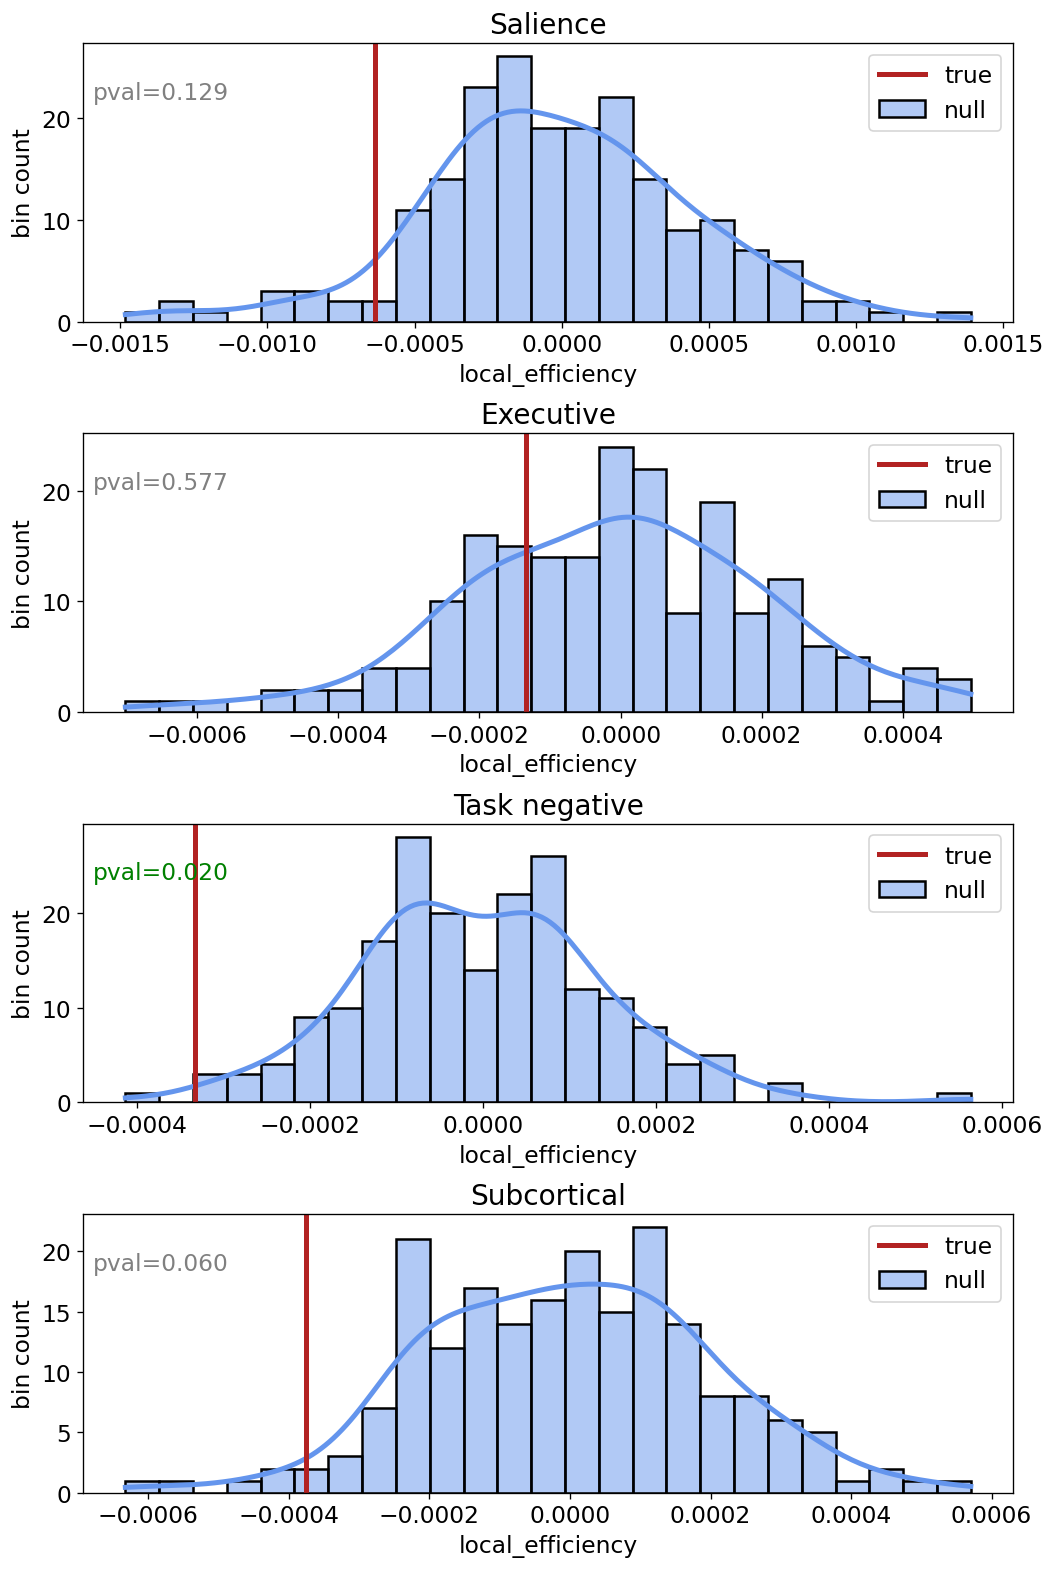 Salience
pval=0.129
true
null
bin count
20
10
0
−0.0015 −0.0010 −0.0005 0.0000 0.0005 0.0010 0.0015
local_efficiency
Executive
pval=0.577
true
null
bin count
20
10
0
−0.0006 −0.0004 −0.0002 0.0000 0.0002 0.0004
local_efficiency
Task negative
pval=0.020
true
null
bin count
20
10
0
−0.0004 −0.0002 0.0000 0.0002 0.0004 0.0006
local_efficiency
Subcortical
pval=0.060
true
null
bin count
20
15
10
5
0
−0.0006 −0.0004 −0.0002 0.0000 0.0002 0.0004 0.0006
local_efficiency